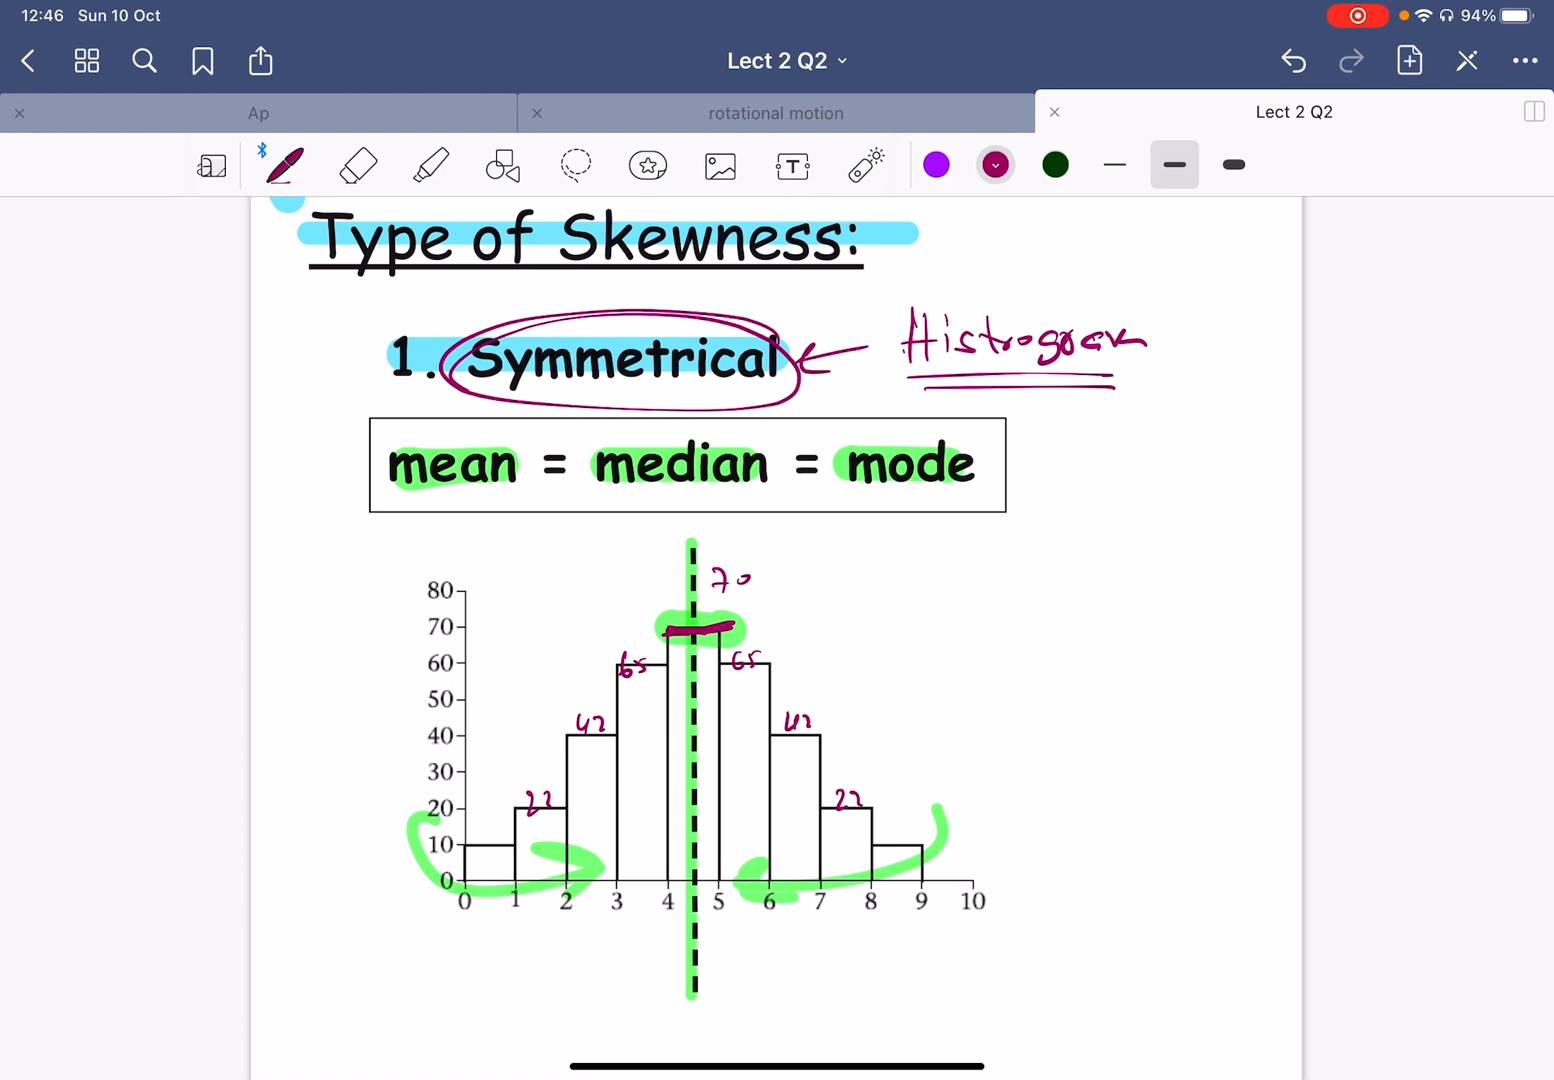 12:46 Sun 10 Oct 94%
Lect 2 Q2
Ap rotational motion Lect 2 Q2
T
Type of Skewness:
1. Symmetrical
Histrogram
mean = median = mode
70
80
70
60
50
40
30
20
10
0
65 65
42 42
22 22
0 1 2 3 4 5 6 7 8 9 10